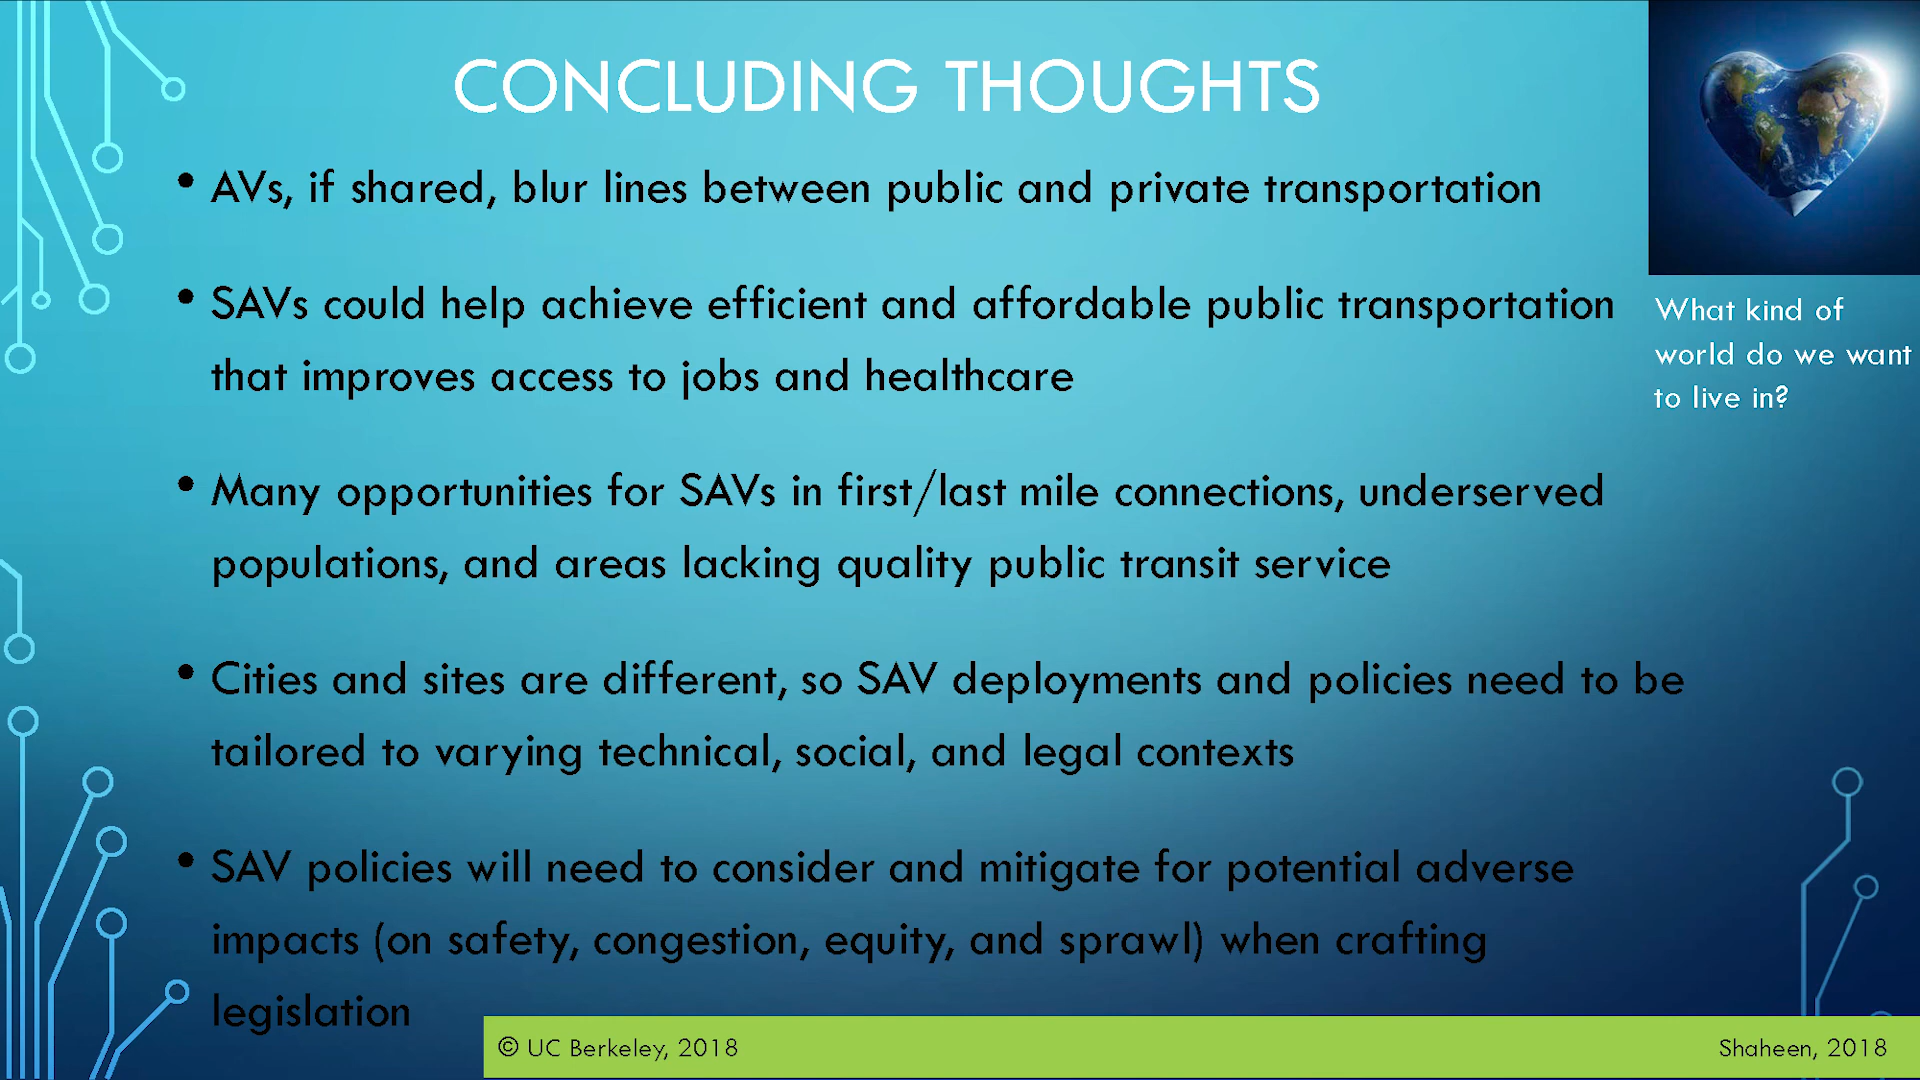 CONCLUDING THOUGHTS
• AVs, if shared, blur lines between public and private transportation
• SAVs could help achieve efficient and affordable public transportation
that improves access to jobs and healthcare
• Many opportunities for SAVs in first/last mile connections, underserved
populations, and areas lacking quality public transit service
• Cities and sites are different, so SAV deployments and policies need to be
tailored to varying technical, social, and legal contexts
• SAV policies will need to consider and mitigate for potential adverse
impacts (on safety, congestion, equity, and sprawl) when crafting
legislation
What kind of
world do we want
to live in?
© UC Berkeley, 2018
Shaheen, 2018